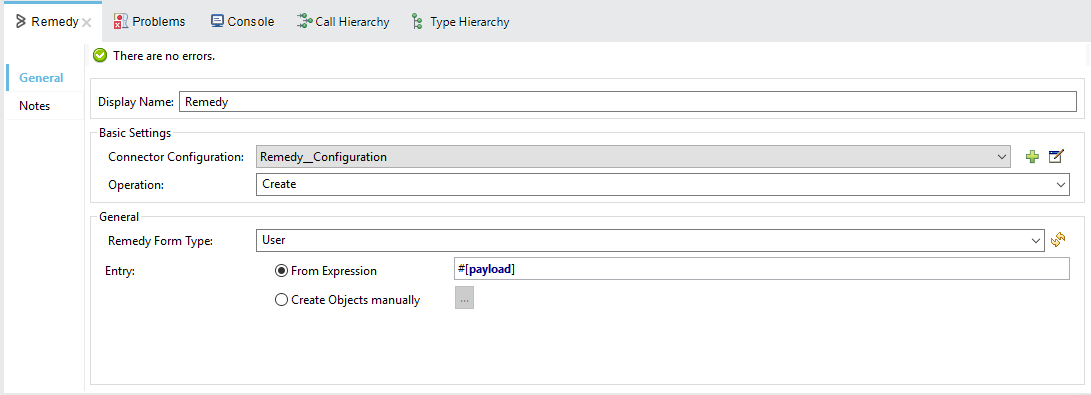 Remedy Problems Console Call Hierarchy Type Hierarchy
There are no errors.
General
Notes
Display Name: Remedy
Basic Settings
Connector Configuration: Remedy__Configuration
Operation: Create
General
Remedy Form Type: User
Entry: From Expression #[payload]
Create Objects manually ...